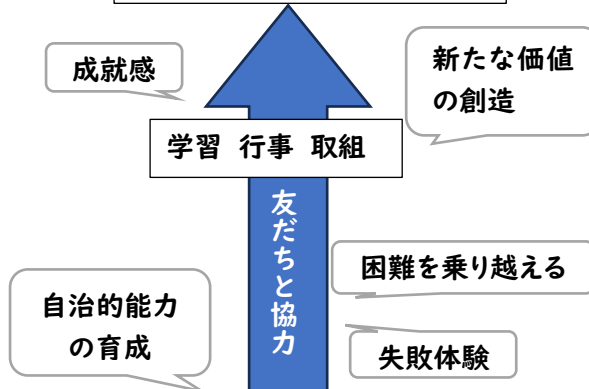 成就感
新たな価値
の創造
学習 行事 取組
友だちと協力
困難を乗り越える
自治的能力
の育成
失敗体験